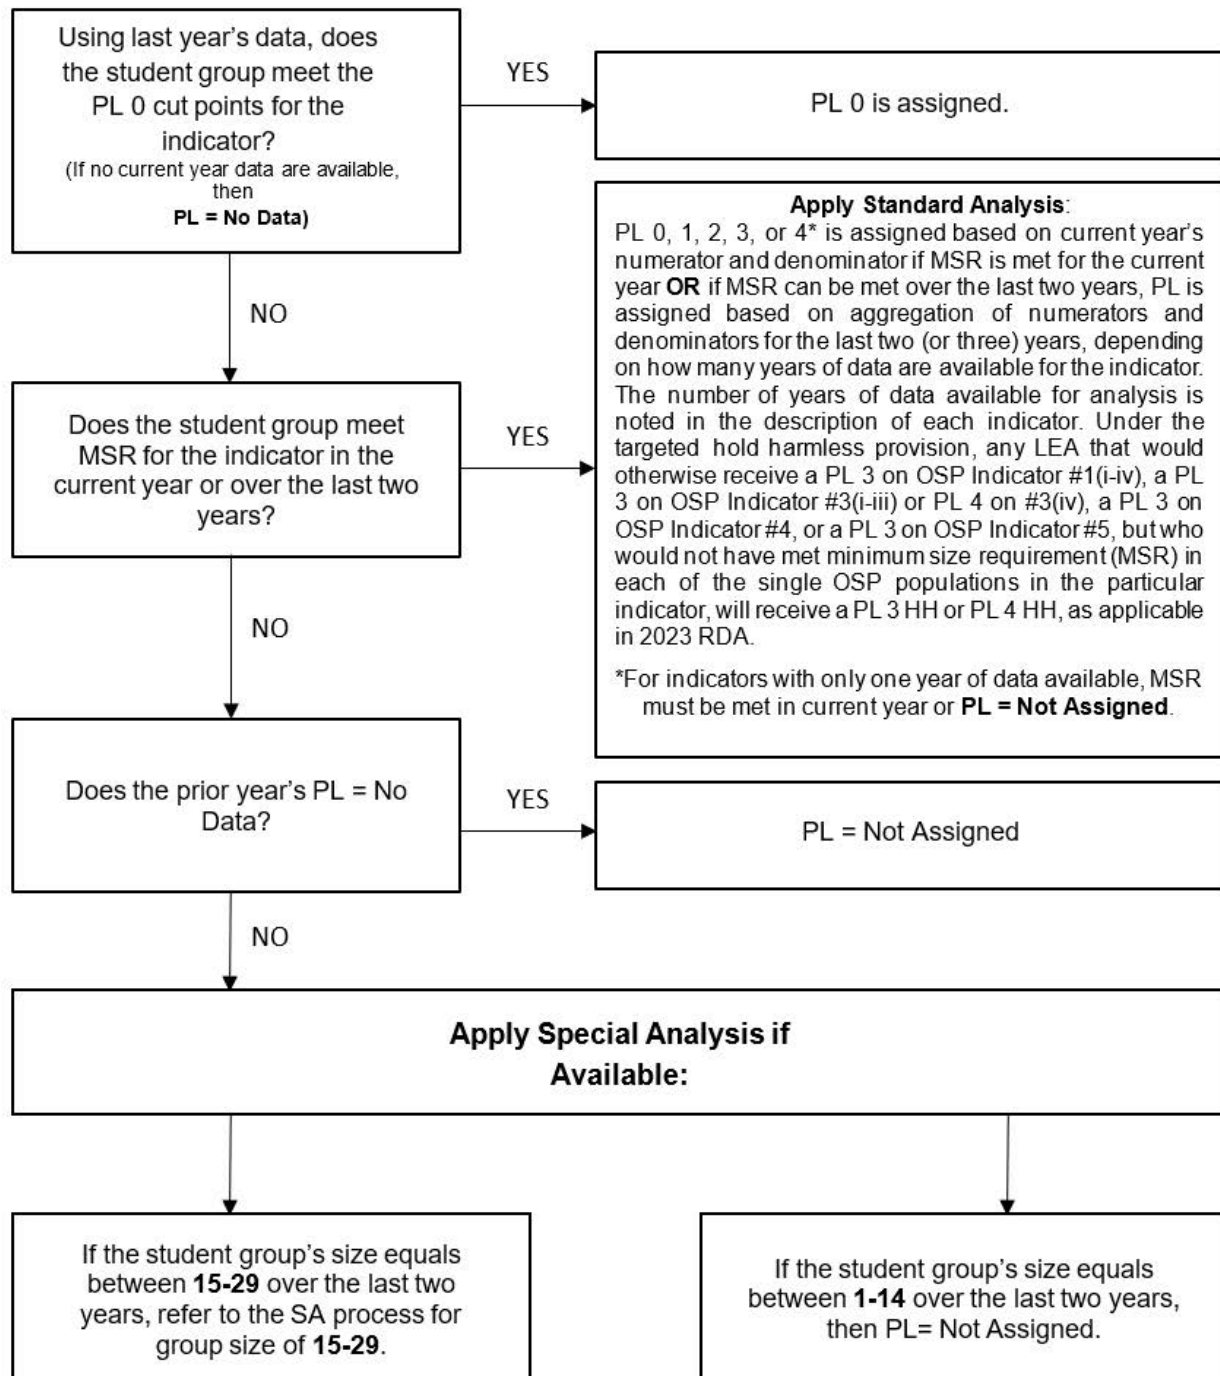 Using last year's data, does
the student group meet the
PL 0 cut points for the
indicator?
(If no current year data are available,
then
PL = No Data)
YES
PL 0 is assigned.
NO
Does the student group meet
MSR for the indicator in the
current year or over the last two
years?
YES
Apply Standard Analysis:
PL 0, 1, 2, 3, or 4* is assigned based on current year's
numerator and denominator if MSR is met for the current
year OR if MSR can be met over the last two years, PL is
assigned based on aggregation of numerators and
denominators for the last two (or three) years, depending
on how many years of data are available for the indicator.
The number of years of data available for analysis is
noted in the description of each indicator. Under the
targeted hold harmless provision, any LEA that would
otherwise receive a PL 3 on OSP Indicator #1(i-iv), a PL
3 on OSP Indicator #3(i-iii) or PL 4 on #3(iv), a PL 3 on
OSP Indicator #4, or a PL 3 on OSP Indicator #5, but who
would not have met minimum size requirement (MSR) in
each of the single OSP populations in the particular
indicator, will receive a PL 3 HH or PL 4 HH, as applicable
in 2023 RDA.
*For indicators with only one year of data available, MSR
must be met in current year or PL = Not Assigned.
NO
Does the prior year's PL = No
Data?
YES
PL = Not Assigned
NO
Apply Special Analysis if
Available:
If the student group's size equals
between 15-29 over the last two
years, refer to the SA process for
group size of 15-29.
If the student group's size equals
between 1-14 over the last two years,
then PL= Not Assigned.